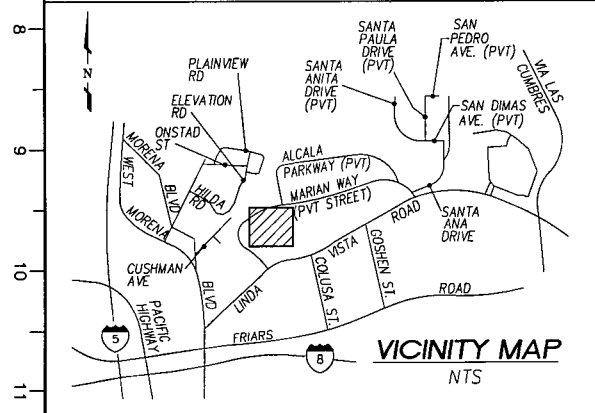 8
9
10
11
N
PLAINVIEW
RD
ELEVATION
RD
ONSTAD
ST
SANTA
PAULA
DRIVE
(PVT)
SAN
PEDRO
AVE. (PVT)
SANTA
ANITA
DRIVE
(PVT)
SAN DIMAS
AVE. (PVT)
VIA LAS
CUMBRES
MORENA
BLVD
WEST
MORENA
BLVD
HILDA
RD
ALCALA
PARKWAY (PVT)
MARIAN WAY
(PVT STREET)
SANTA
ANA
DRIVE
CUSHMAN
AVE
LINDA
VISTA
ROAD
COLUSA ST.
GOSHEN ST.
PACIFIC
HIGHWAY
FRIARS
ROAD
5
8
VICINITY MAP
NTS